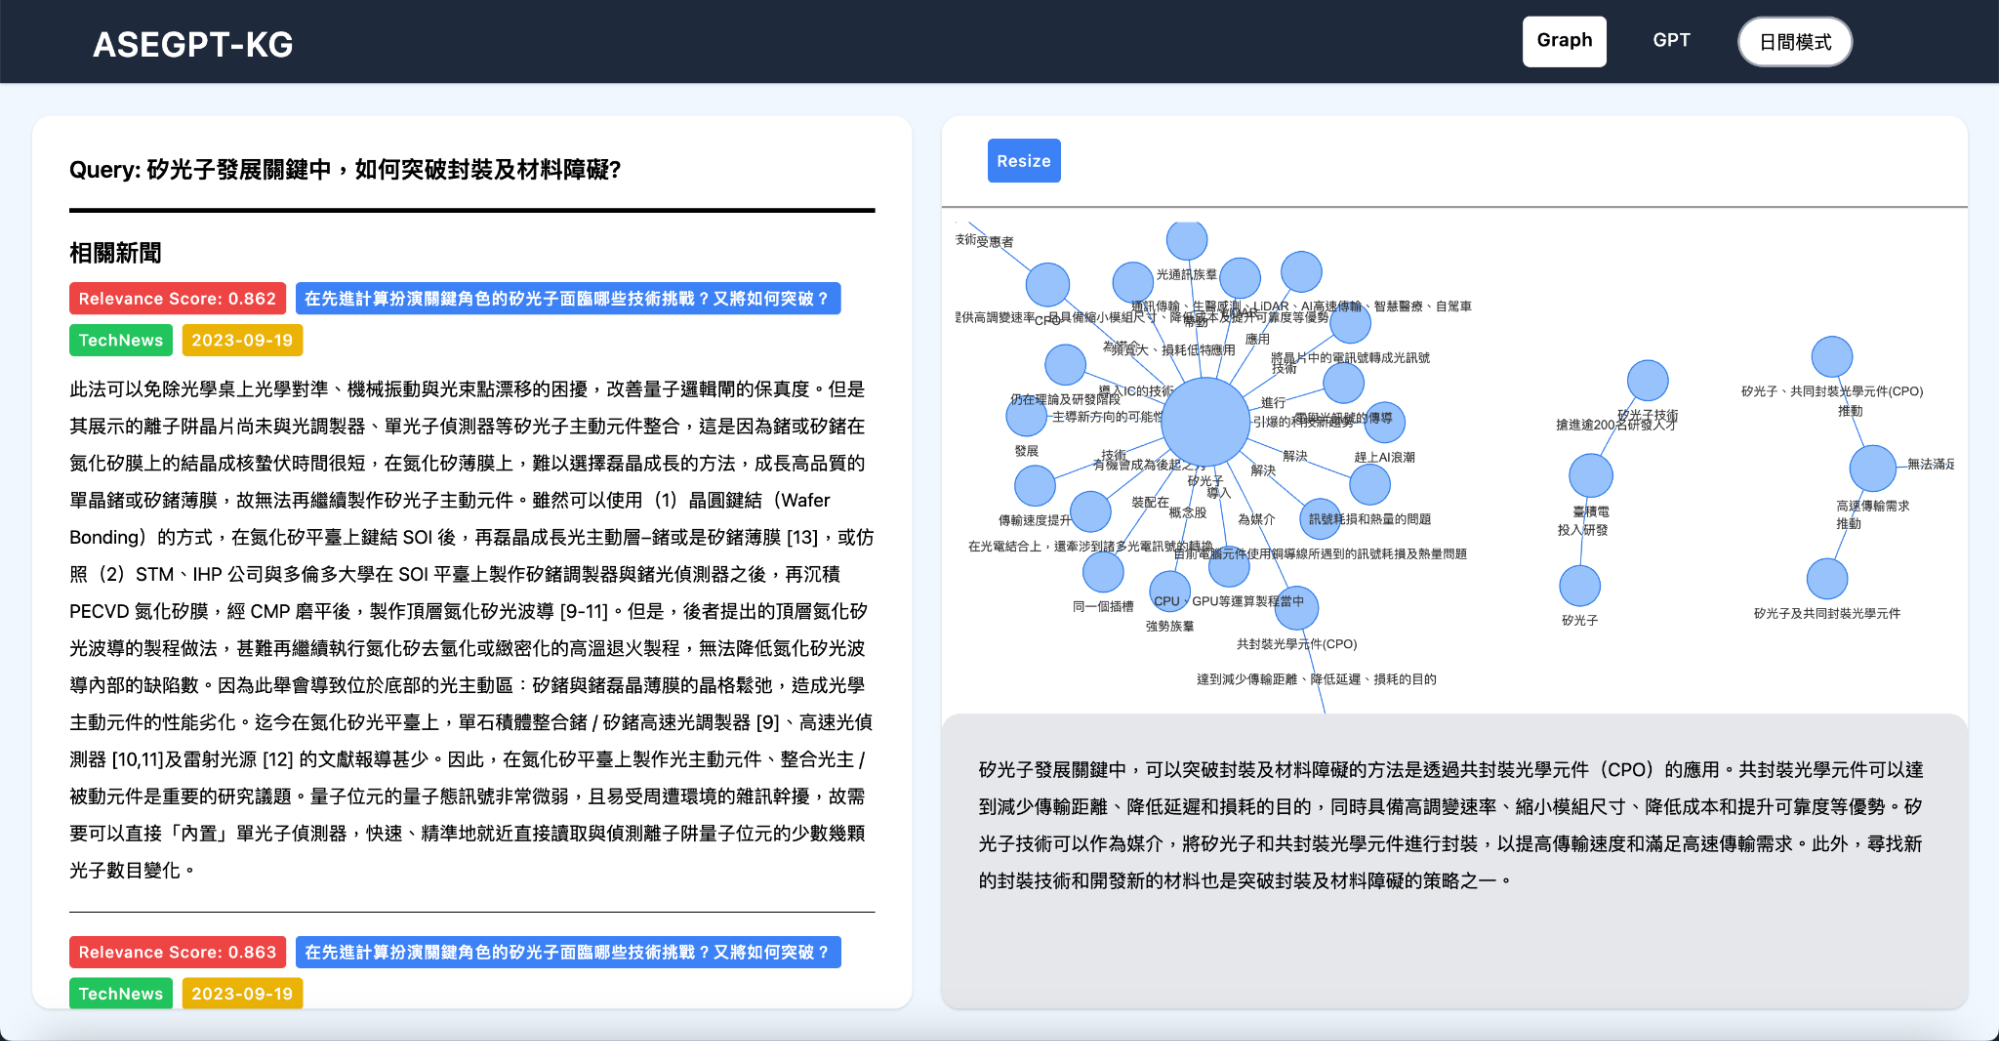 ASEGPT-KG
Graph
GPT
日間模式
Query: 矽光子發展關鍵中，如何突破封裝及材料障礙?
相關新聞
Relevance Score: 0.862
在先進計算扮演關鍵角色的矽光子面臨哪些技術挑戰？又將如何突破？
TechNews
2023-09-19
此法可以免除光學桌上光學對準、機械振動與光束點漂移的困擾，改善量子邏輯閘的保真度。但是
其展示的離子阱晶片尚未與光調製器、單光子偵測器等矽光子主動元件整合，這是因為鍺或矽鍺在
氮化矽膜上的結晶成核蟄伏時間很短，在氮化矽薄膜上，難以選擇磊晶成長的方法，成長高品質的
單晶鍺或矽鍺薄膜，故無法再繼續製作矽光子主動元件。雖然可以使用（1）晶圓鍵結（Wafer
Bonding）的方式，在氮化矽平臺上鍵結 SOI 後，再磊晶成長光主動層–鍺或是矽鍺薄膜 [13]，或仿
照（2）STM、IHP 公司與多倫多大學在 SOI 平臺上製作矽鍺調製器與鍺光偵測器之後，再沉積
PECVD 氮化矽膜，經 CMP 磨平後，製作頂層氮化矽光波導 [9-11]。但是，後者提出的頂層氮化矽
光波導的製程做法，甚難再繼續執行氮化矽去氫化或緻密化的高溫退火製程，無法降低氮化矽光波
導內部的缺陷數。因為此舉會導致位於底部的光主動區：矽鍺與鍺磊晶薄膜的晶格鬆弛，造成光學
主動元件的性能劣化。迄今在氮化矽光平臺上，單石積體整合鍺 / 矽鍺高速光調製器 [9]、高速光偵
測器 [10,11]及雷射光源 [12] 的文獻報導甚少。因此，在氮化矽平臺上製作光主動元件、整合光主 /
被動元件是重要的研究議題。量子位元的量子態訊號非常微弱，且易受周遭環境的雜訊幹擾，故需
要可以直接「內置」單光子偵測器，快速、精準地就近直接讀取與偵測離子阱量子位元的少數幾顆
光子數目變化。
Relevance Score: 0.863
在先進計算扮演關鍵角色的矽光子面臨哪些技術挑戰？又將如何突破？
TechNews
2023-09-19
Resize
技術受惠者
光通訊族羣
通訊傳輸、生醫感測、LiDAR、AI高速傳輸、智慧醫療、自駕車
CPO
帶動
應用
頻寬大、損耗低特應用
將晶片中的電訊號轉成光訊號
技術
導入IC的技術
仍在理論及研發階段
進行
主導新方向的可能性
發展
趕上AI浪潮
技術
解決
有機會成為後起之
解決
矽光子
導入
裝配在
概念股
為媒介
傳輸速度提升
訊號耗損和熱量的問題
在光電結合上，還牽涉到諸多光電訊號的轉換
目前電腦元件使用銅導線所遇到的訊號耗損及熱量問題
同一個插槽
CPU、GPU等運算製程當中
強勢族羣
共封裝光學元件(CPO)
達到減少傳輸距離、降低延遲、損耗的目的
矽光子技術
搶進逾200名研發人才
臺積電
投入研發
矽光子
矽光子、共同封裝光學元件(CPO)
推動
無法滿足
高速傳輸需求
推動
矽光子及共同封裝光學元件
矽光子發展關鍵中，可以突破封裝及材料障礙的方法是透過共封裝光學元件（CPO）的應用。共封裝光學元件可以達
到減少傳輸距離、降低延遲和損耗的目的，同時具備高調變速率、縮小模組尺寸、降低成本和提升可靠度等優勢。矽
光子技術可以作為媒介，將矽光子和共封裝光學元件進行封裝，以提高傳輸速度和滿足高速傳輸需求。此外，尋找新
的封裝技術和開發新的材料也是突破封裝及材料障礙的策略之一。